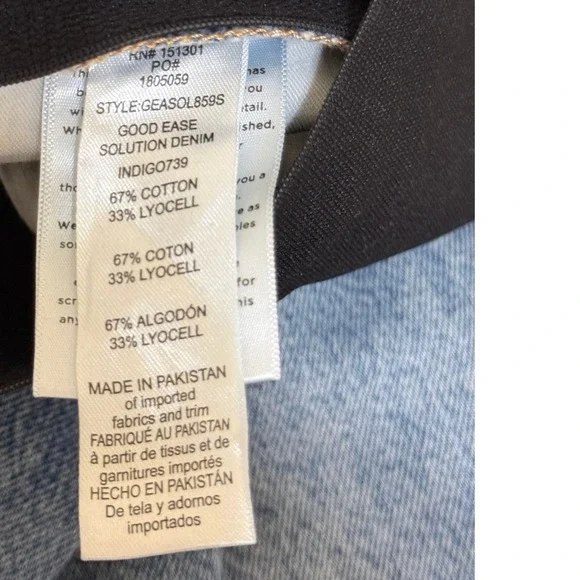 RN# 151301
PO#
1805059
STYLE:GEASOL859S
GOOD EASE
SOLUTION DENIM
INDIGO739
67% COTTON
33% LYOCELL
67% COTON
33% LYOCELL
67% ALGODÓN
33% LYOCELL
MADE IN PAKISTAN
of imported
fabrics and trim
FABRIQUÉ AU PAKISTAN
à partir de tissus et de
garnitures importés
HECHO EN PAKISTÁN
De tela y adornos
importados